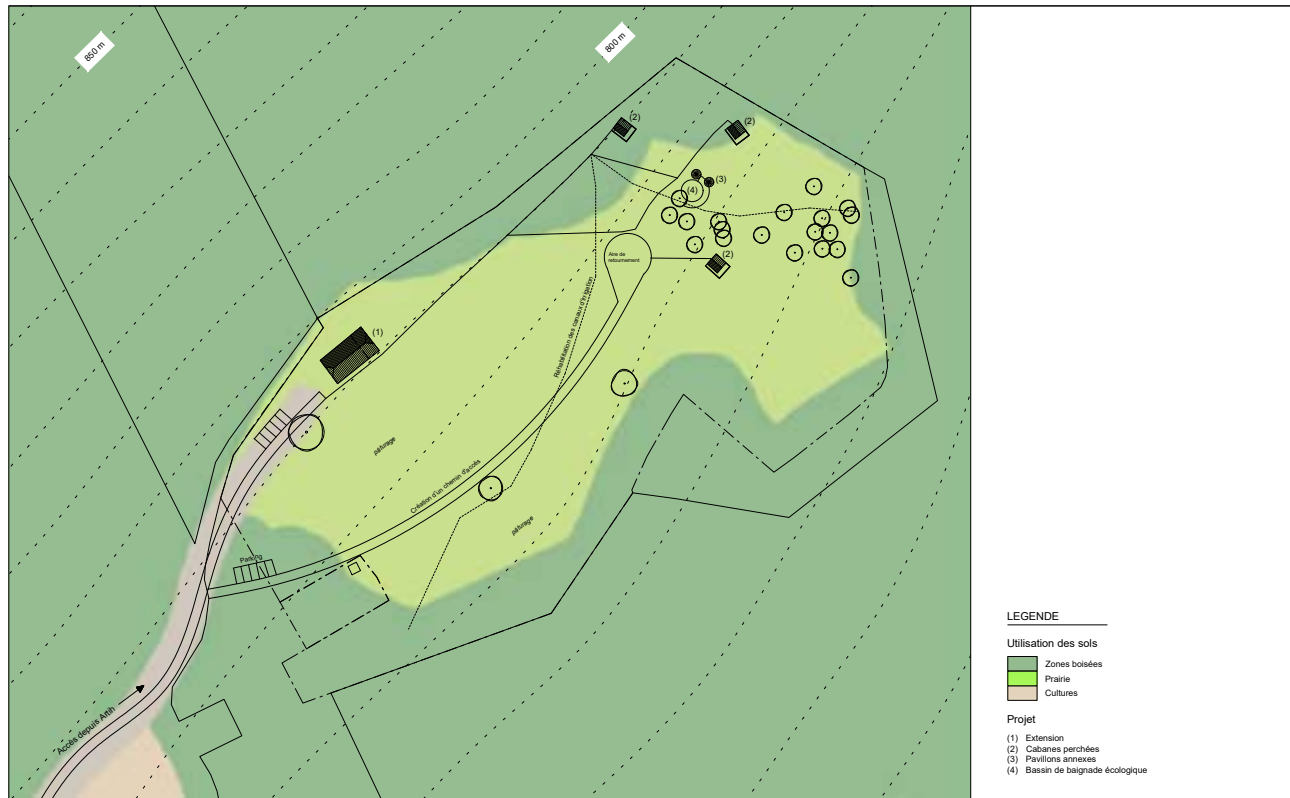 850 m
800 m
(2)
(2)
(3)
(4)
(2)
Aire de
retournement
Réhabilitation des canaux d'irrigation
(1)
pâturage
Création d'un chemin d'accès
pâturage
Parking
Accès depuis Artih
LEGENDE
Utilisation des sols
Zones boisées
Prairie
Cultures
Projet
(1) Extension
(2) Cabanes perchées
(3) Pavillons annexes
(4) Bassin de baignade écologique